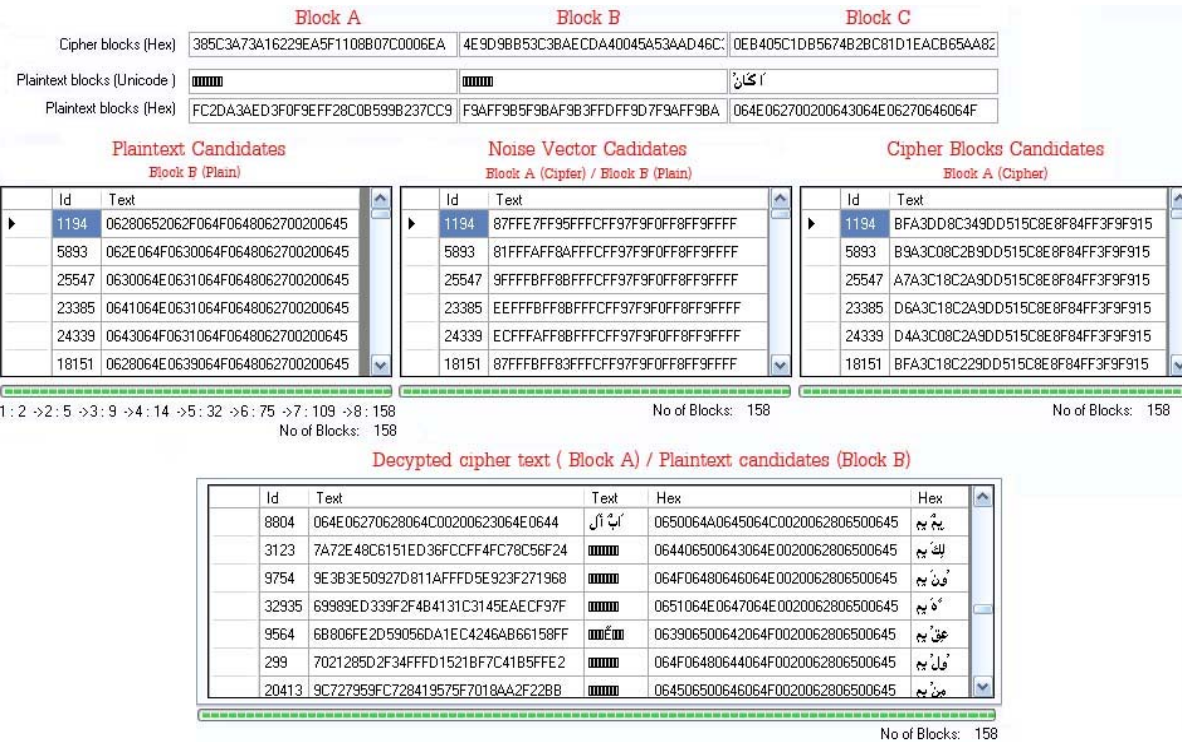 Block A Block B Block C
Cipher blocks (Hex) 385C3A73A16229EA5F1108B07C0006EA 4E9D9BB53C3BAECDA40045A53AAD46C 0EB405C1DB5674B2BC81D1EACB65AA82
Plaintext blocks (Unicode )
Plaintext blocks (Hex) FC2DA3AED3F0F9EFF28C0B599B237CC9 F9AFF9B5F9BAF9B3FFDFF9D7F9AFF9BA 064E062700200643064E06270646064F
Plaintext Candidates Noise Vector Cadidates Cipher Blocks Candidates
Block B (Plain) Block A (Cipfer) / Block B (Plain) Block A (Cipher)
Id Text Id Text Id Text
1194 06280652062F064F0648062700200645 1194 87FFE7FF95FFFCFF97F9F0FF8FF9FFFF 1194 BFA3DD8C349DD515C8E8F84FF3F9F915
5893 062E064F0630064F0648062700200645 5893 81FFFAFF8AFFFCFF97F9F0FF8FF9FFFF 5893 B9A3C08C2B9DD515C8E8F84FF3F9F915
25547 0630064E0631064F0648062700200645 25547 9FFFFBFF8BFFFCFF97F9F0FF8FF9FFFF 25547 A7A3C18C2A9DD515C8E8F84FF3F9F915
23385 0641064E0631064F0648062700200645 23385 EEFFFBFF8BFFFCFF97F9F0FF8FF9FFFF 23385 D6A3C18C2A9DD515C8E8F84FF3F9F915
24339 0643064F0631064F0648062700200645 24339 ECFFFAFF8BFFFCFF97F9F0FF8FF9FFFF 24339 D4A3C08C2A9DD515C8E8F84FF3F9F915
18151 0628064E0639064F0648062700200645 18151 87FFFBFF83FFFCFF97F9F0FF8FF9FFFF 18151 BFA3C18C229DD515C8E8F84FF3F9F915
1 : 2 ->2 : 5 ->3 : 9 ->4 : 14 ->5 : 32 ->6 : 75 ->7 : 109 ->8 : 158
No of Blocks: 158 No of Blocks: 158 No of Blocks: 158
Decypted cipher text ( Block A) / Plaintext candidates (Block B)
Id Text Text Hex Hex
8804 064E06270628064C00200623064E0644 َابٌ أَل 0650064A0645064C0020062806500645 ِيمٌ بِم
3123 7A72E48C6151ED36FCCFF4FC78C56F24 064406500643064E0020062806500645 لِكَ بِم
9754 9E3B3E50927D811AFFFD5E923F271968 064F06480646064E0020062806500645 ُونَ بِم
32935 69989ED339F2F4B4131C3145EAECF97F 0651064E0647064E0020062806500645 َّهَ بِم
9564 6B806FE2D59056DA1EC4246AB66158FF 063906500642064F0020062806500645 عِقُ بِم
299 7021285D2F34FFFD1521BF7C41B5FFE2 064F06480644064F0020062806500645 ُولُ بِم
20413 9C727959FC728419575F7018AA2F22BB 064506500646064F0020062806500645 مِنُ بِم
No of Blocks: 158